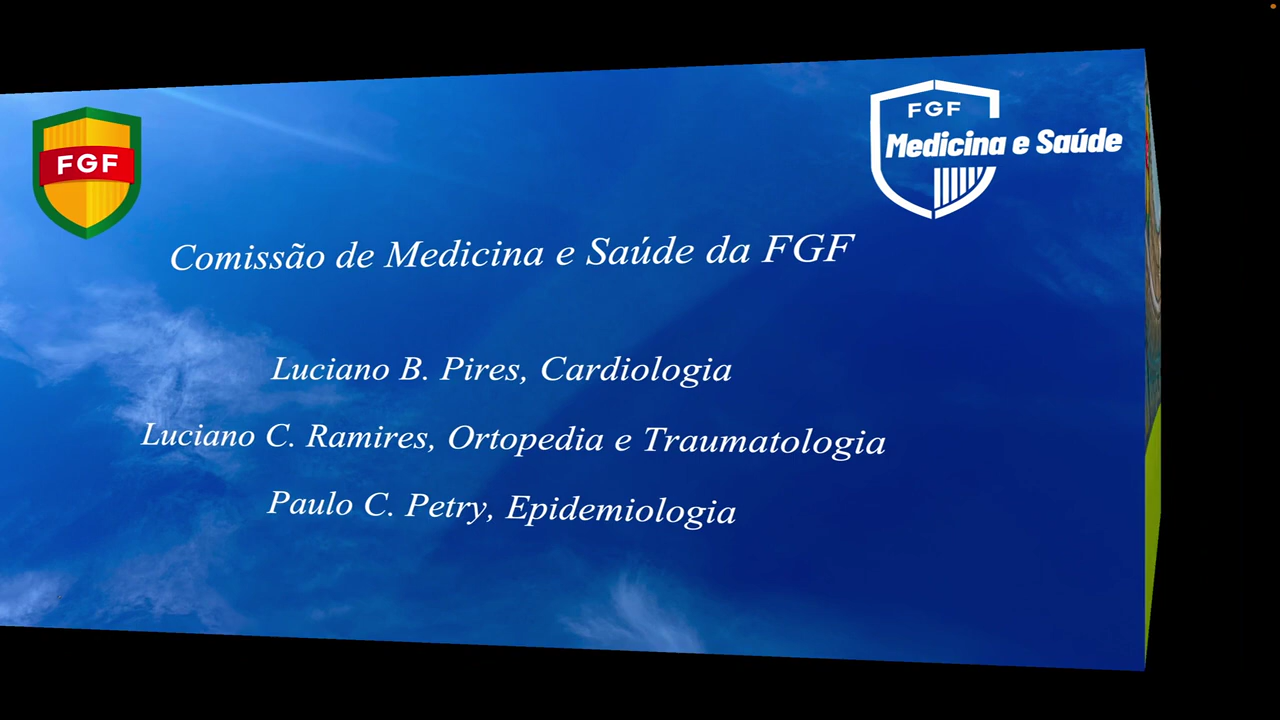 FGF
FGF
Medicina e Saúde
Comissão de Medicina e Saúde da FGF
Luciano B. Pires, Cardiologia
Luciano C. Ramires, Ortopedia e Traumatologia
Paulo C. Petry, Epidemiologia